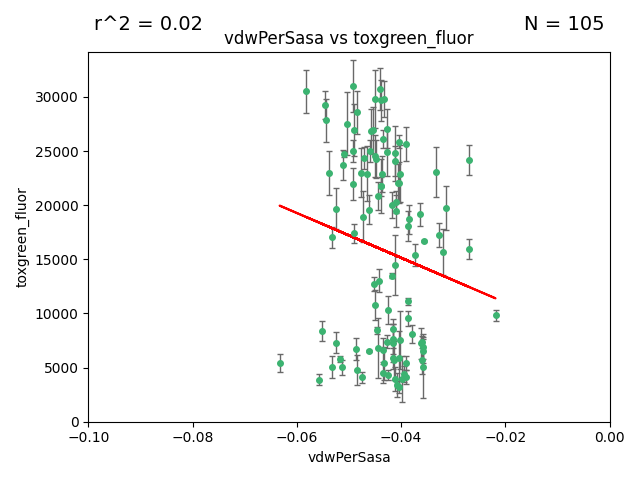 r^2 = 0.02
N = 105
vdwPerSasa vs toxgreen_fluor
toxgreen_fluor
30000
25000
20000
15000
10000
5000
0
−0.10
−0.08
−0.06
−0.04
−0.02
0.00
vdwPerSasa